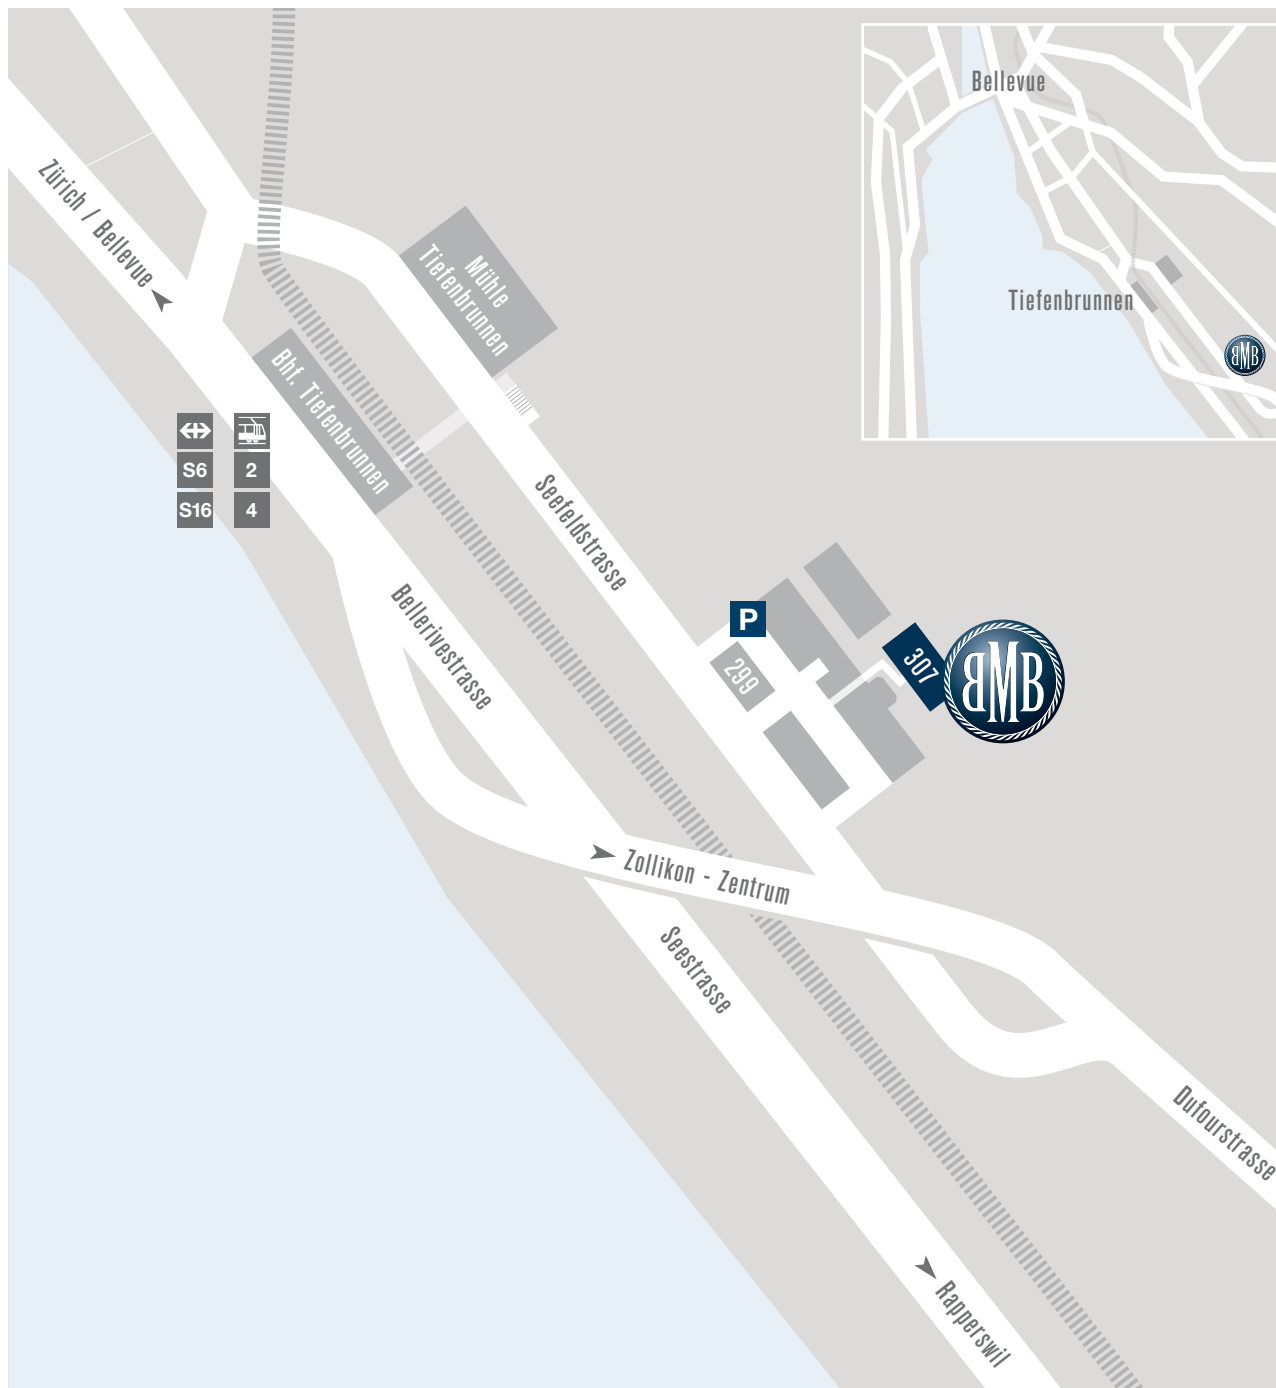 Bellevue
Tiefenbrunnen
BMB
Zürich / Bellevue
Mühle
Tiefenbrunnen
Bhf. Tiefenbrunnen
S6
2
S16
4
Seefeldstrasse
Bellerivestrasse
P
299
307
BMB
Zollikon - Zentrum
Seestrasse
Dufourstrasse
Rapperswil